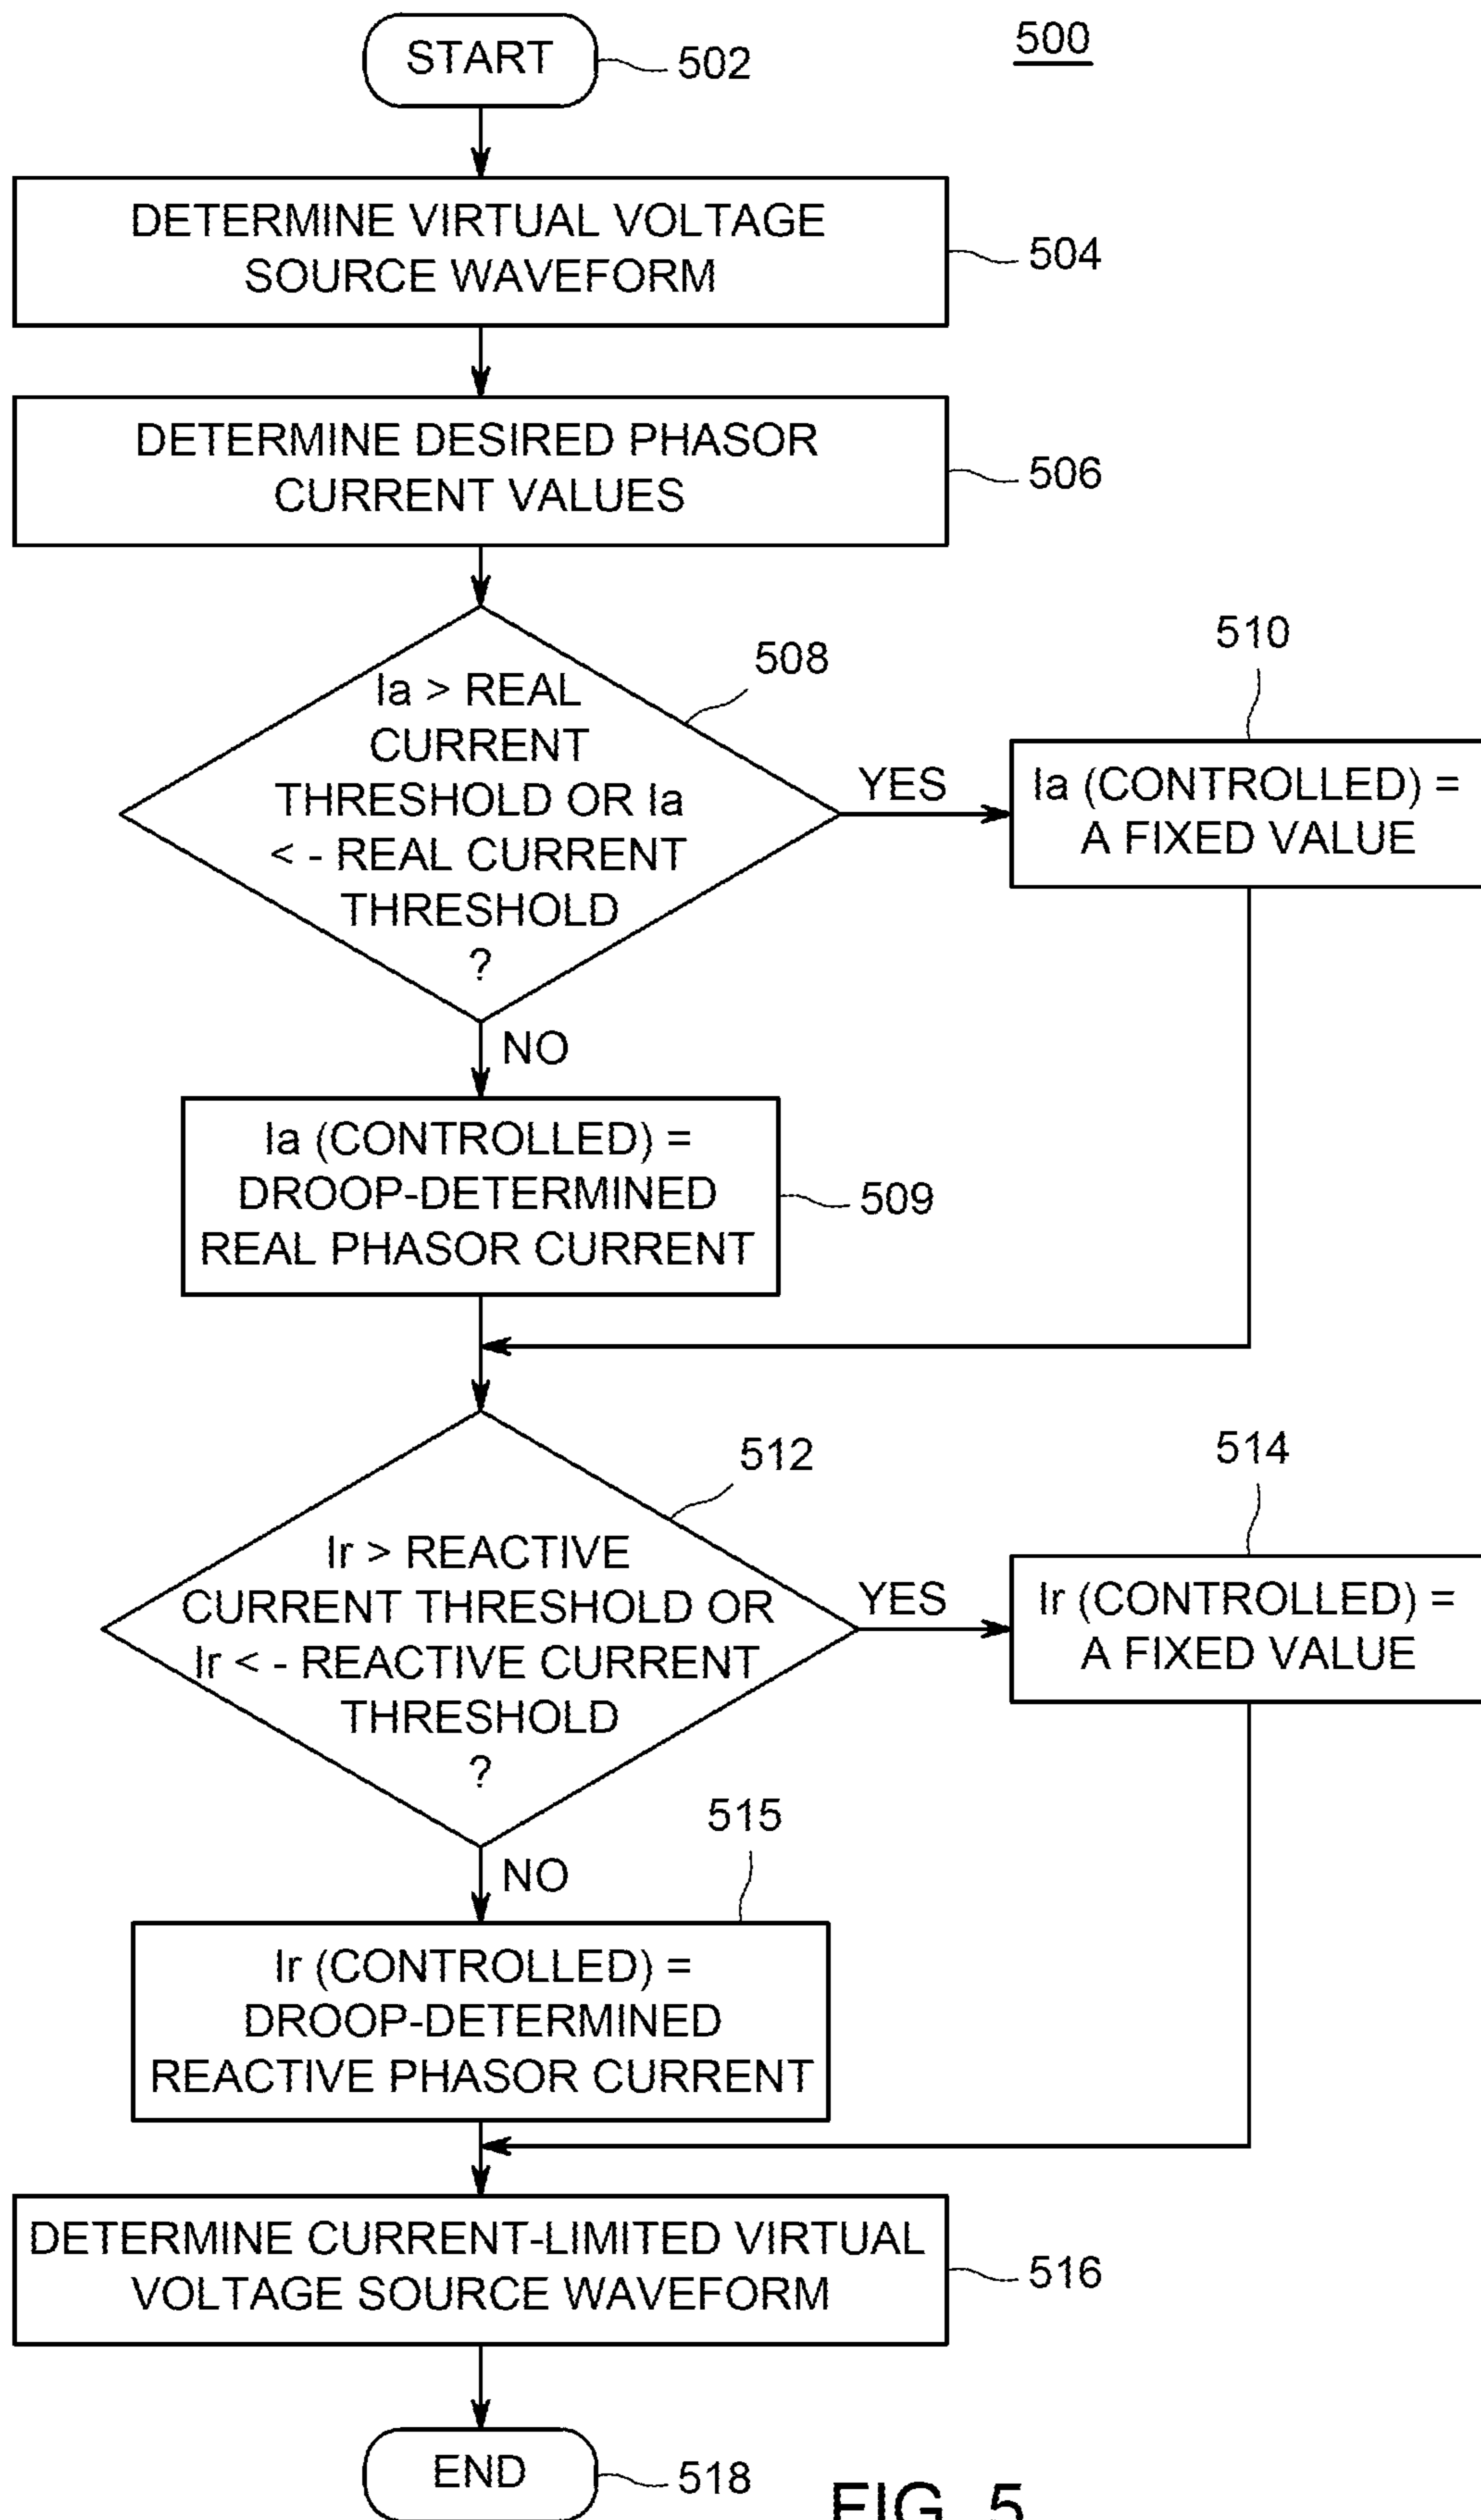 START
502
500
DETERMINE VIRTUAL VOLTAGE
SOURCE WAVEFORM
504
DETERMINE DESIRED PHASOR
CURRENT VALUES
506
508
Ia > REAL
CURRENT
THRESHOLD OR Ia
< - REAL CURRENT
THRESHOLD
?
YES
510
Ia (CONTROLLED) =
A FIXED VALUE
NO
Ia (CONTROLLED) =
DROOP-DETERMINED
REAL PHASOR CURRENT
509
512
Ir > REACTIVE
CURRENT THRESHOLD OR
Ir < - REACTIVE CURRENT
THRESHOLD
?
YES
514
Ir (CONTROLLED) =
A FIXED VALUE
NO
515
Ir (CONTROLLED) =
DROOP-DETERMINED
REACTIVE PHASOR CURRENT
DETERMINE CURRENT-LIMITED VIRTUAL
VOLTAGE SOURCE WAVEFORM
516
END
518
FIG. 5